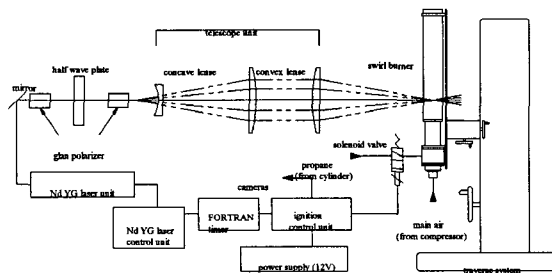 telescope unit
half wave plate
concave lense
convex lense
swirl burner
mirror
solenoid valve
glan polarizer
propane
(from cylinder)
cameras
Nd YG laser unit
Nd YG laser
control unit
FORTRAN
timer
ignition
control unit
main air
(from compressor)
power supply (12V)
traverse system